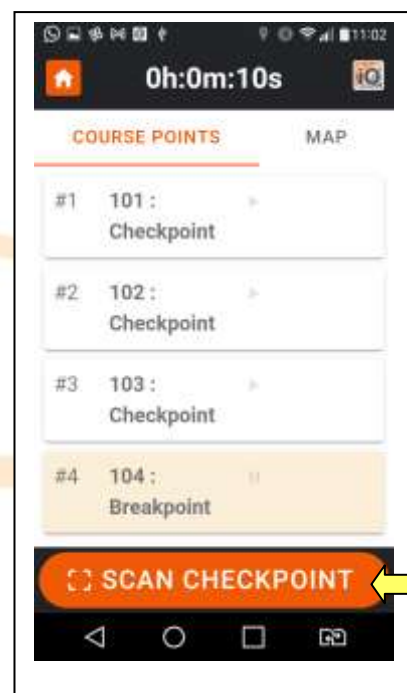 11:02
0h:0m:10s
iQ
COURSE POINTS MAP
#1 101 :
Checkpoint
#2 102 :
Checkpoint
#3 103 :
Checkpoint
#4 104 :
Breakpoint
SCAN CHECKPOINT